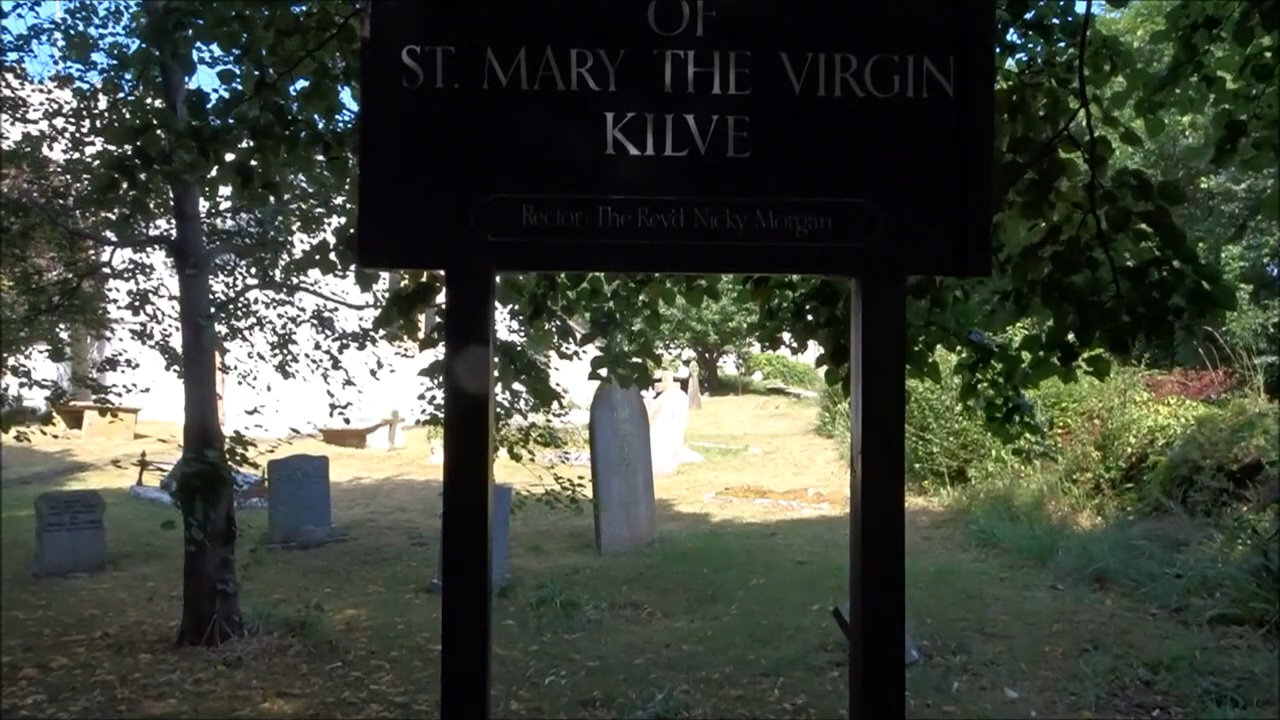 OF
ST. MARY THE VIRGIN
KILVE
Rector: The Rev'd Nicky Morgan